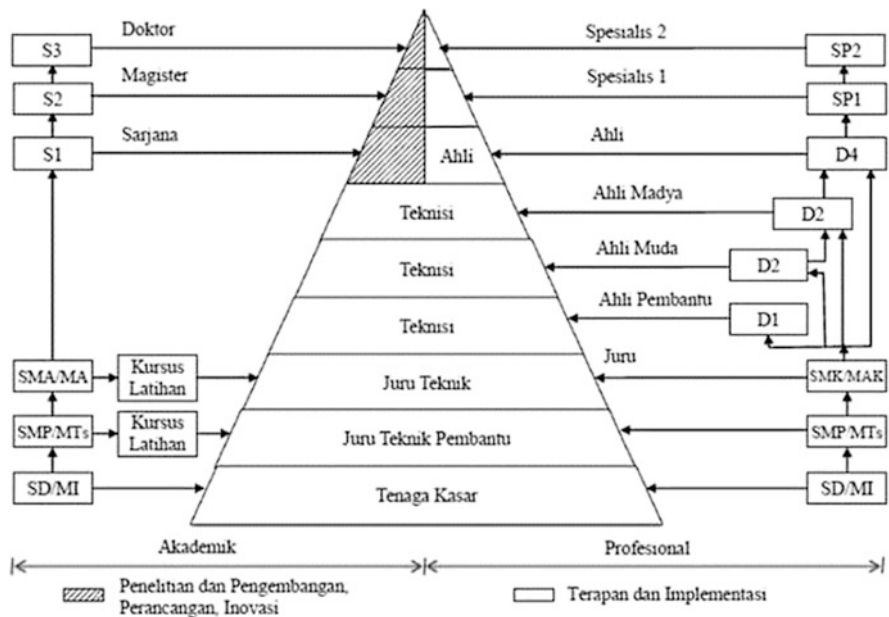 Doktor
Spesialis 2
S3
SP2
Magister
Spesialis 1
S2
SP1
Sarjana
Ahli
S1
Ahli
D4
Ahli Madya
Teknisi
D2
Ahli Muda
Teknisi
D2
Ahli Pembantu
Teknisi
D1
Juru
SMA/MA
Kursus
Latihan
Juru Teknik
SMK/MAK
SMP/MTs
Kursus
Latihan
Juru Teknik Pembantu
SMP/MTs
SD/MI
Tenaga Kasar
SD/MI
Akademik
Profesional
Penelitian dan Pengembangan,
Perancangan, Inovasi
Terapan dan Implementasi